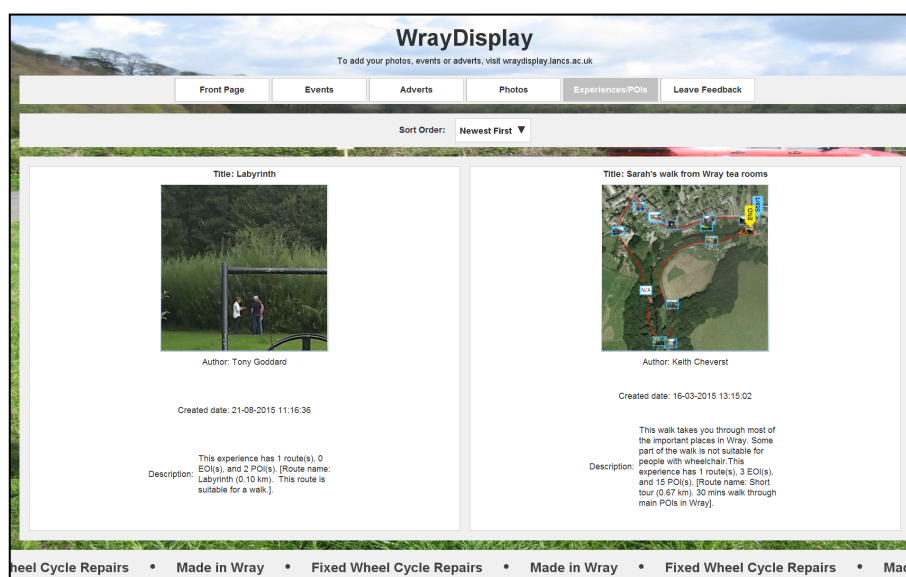 WrayDisplay
To add your photos, events or adverts, visit wraydisplay.lancs.ac.uk
Front Page Events Adverts Photos Experiences/POIs Leave Feedback
Sort Order: Newest First ▼
Title: Labyrinth
Author: Tony Goddard
Created date: 21-08-2015 11:16:36
Description:
This experience has 1 route(s), 0
EOI(s), and 2 POI(s). [Route name:
Labyrinth (0.10 km).  This route is
suitable for a walk.].
Title: Sarah's walk from Wray tea rooms
Start
END
N/A
Author: Keith Cheverst
Created date: 16-03-2015 13:15:02
Description:
This walk takes you through most of
the important places in Wray. Some
part of the walk is not suitable for
people with wheelchair.This
experience has 1 route(s), 3 EOI(s),
and 15 POI(s). [Route name: Short
tour (0.67 km). 30 mins walk through
main POIs in Wray].
heel Cycle Repairs • Made in Wray • Fixed Wheel Cycle Repairs • Made in Wray • Fixed Wheel Cycle Repairs • Mad